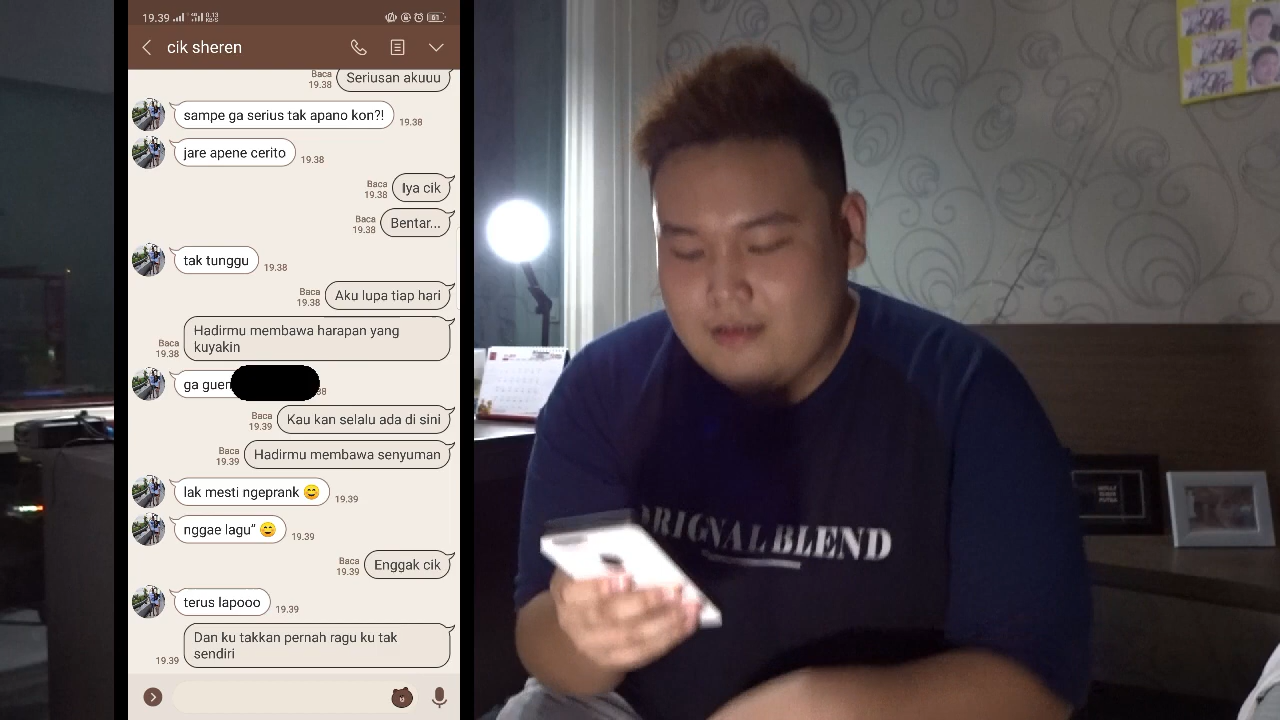 19.39
61
cik sheren
Baca
19.38
Seriusan akuuu
sampe ga serius tak apano kon?!
19.38
jare apene cerito
19.38
Baca
19.38
Iya cik
Baca
19.38
Bentar...
tak tunggu
19.38
Baca
19.38
Aku lupa tiap hari
Hadirmu membawa harapan yang
kuyakin
Baca
19.38
ga
38
Baca
19.39
Kau kan selalu ada di sini
Baca
19.39
Hadirmu membawa senyuman
lak mesti ngeprank 😊
19.39
nggae lagu" 😊
19.39
Baca
19.39
Enggak cik
terus lapooo
19.39
Dan ku takkan pernah ragu ku tak
sendiri
19.39
ORIGNAL BLEND